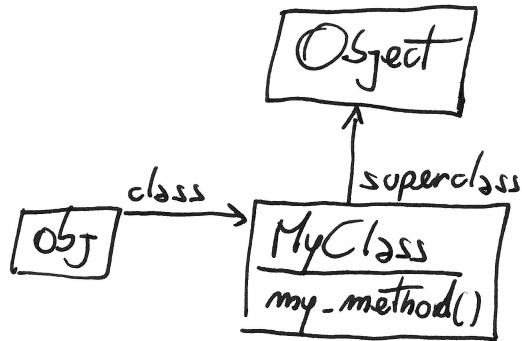 Object
superclass
class
obj
MyClass
my_method()